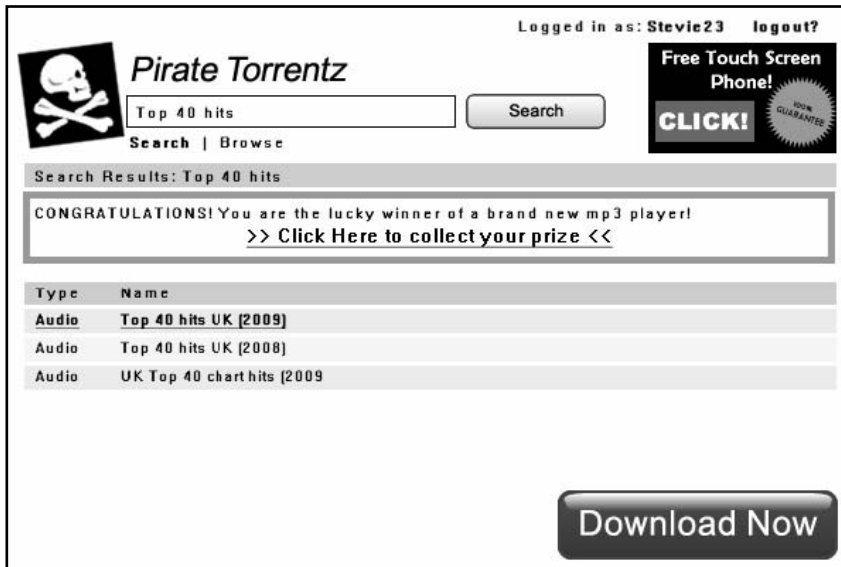 Logged in as: Stevie23 logout?
Pirate Torrentz
Free Touch Screen
Phone!
Top 40 hits
Search
CLICK!
100%
GUARANTEE
Search | Browse
Search Results: Top 40 hits
CONGRATULATIONS! You are the lucky winner of a brand new mp3 player!
>> Click Here to collect your prize <<
Type Name
Audio Top 40 hits UK (2009)
Audio Top 40 hits UK (2008)
Audio UK Top 40 chart hits (2009
Download Now